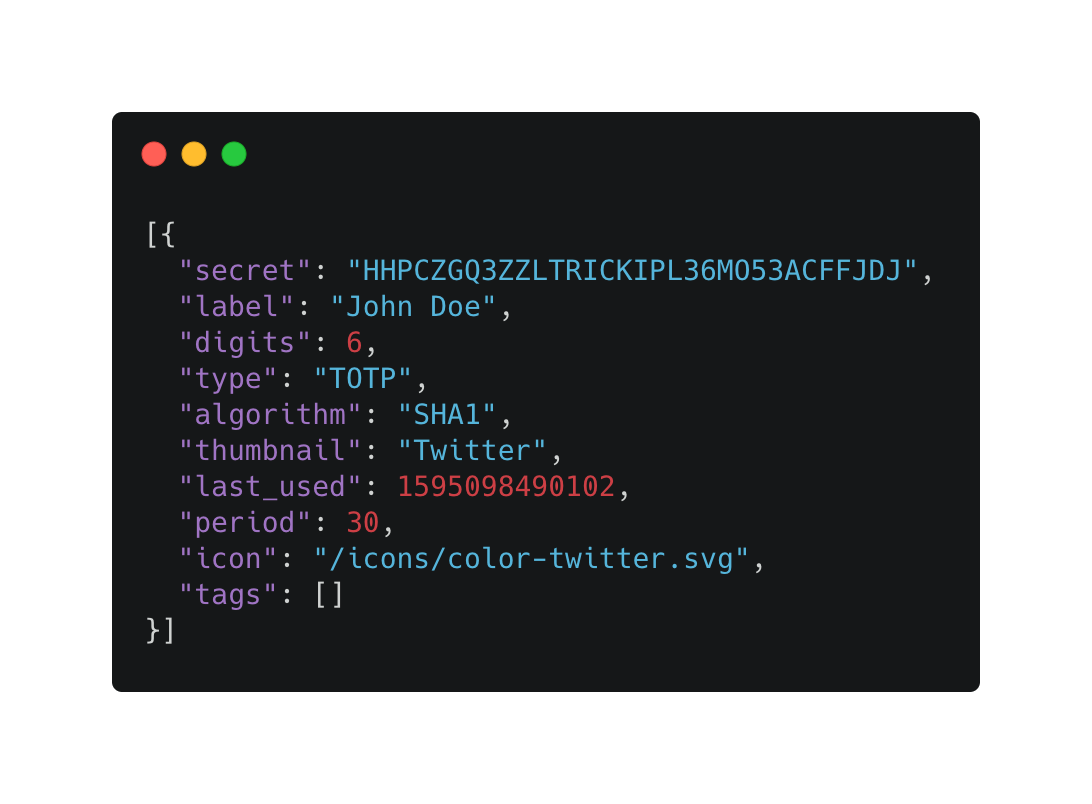 [{
  "secret": "HHPCZGQ3ZZLTRICKIPL36MO53ACFFJDJ",
  "label": "John Doe",
  "digits": 6,
  "type": "TOTP",
  "algorithm": "SHA1",
  "thumbnail": "Twitter",
  "last_used": 1595098490102,
  "period": 30,
  "icon": "/icons/color-twitter.svg",
  "tags": []
}]